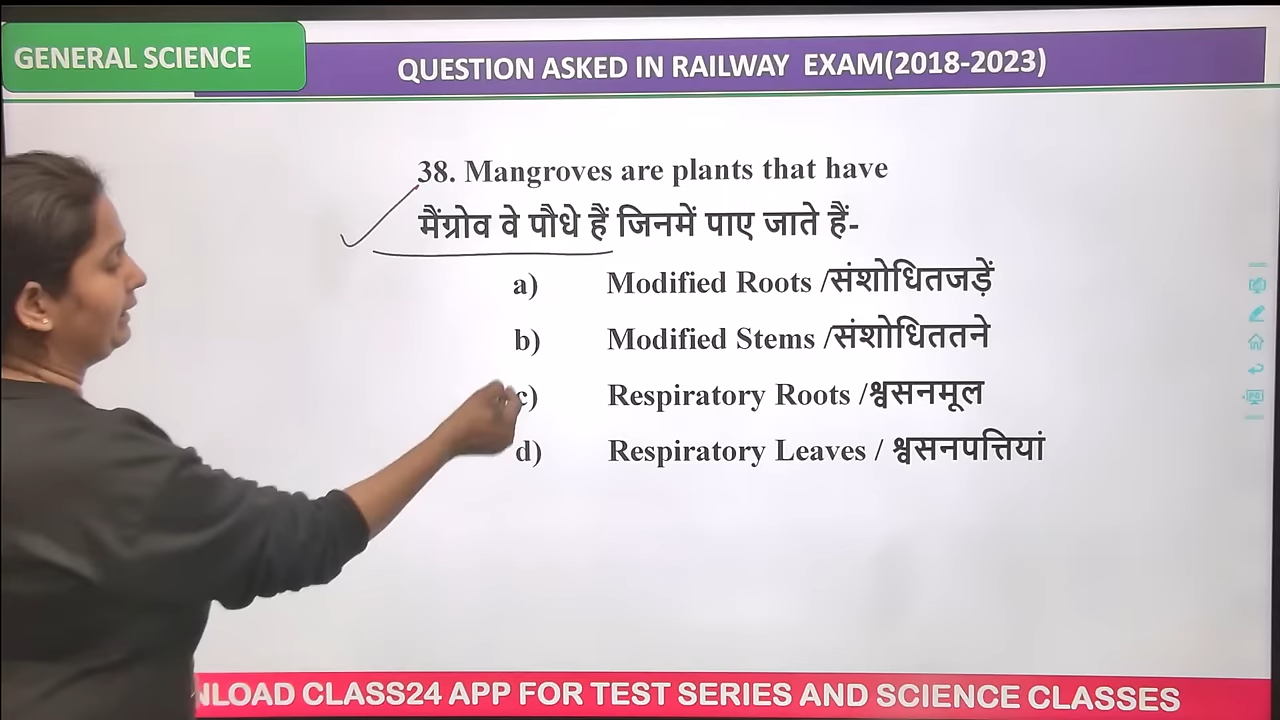 GENERAL SCIENCE
QUESTION ASKED IN RAILWAY EXAM(2018-2023)
38. Mangroves are plants that have
मैंग्रोव वे पौधे हैं जिनमें पाए जाते हैं-
a) Modified Roots /संशोधितजड़ें
b) Modified Stems /संशोधिततने
c) Respiratory Roots /श्वसनमूल
d) Respiratory Leaves / श्वसनपत्तियां
NLOAD CLASS24 APP FOR TEST SERIES AND SCIENCE CLASSES